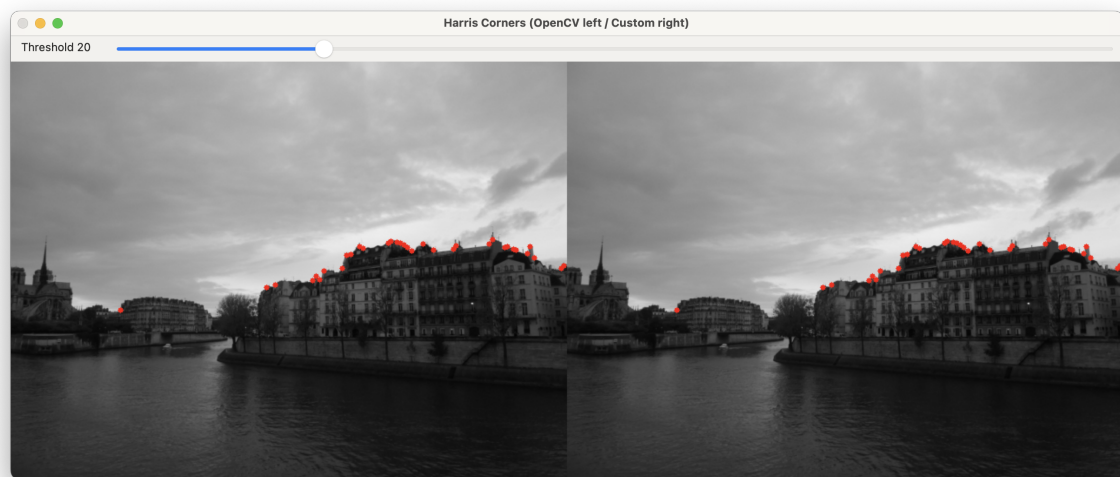 Harris Corners (OpenCV left / Custom right)
Threshold 20